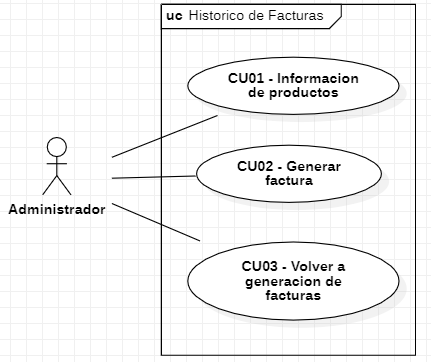 uc Historico de Facturas
CU01 - Informacion
de productos
CU02 - Generar
factura
Administrador
CU03 - Volver a
generacion de
facturas